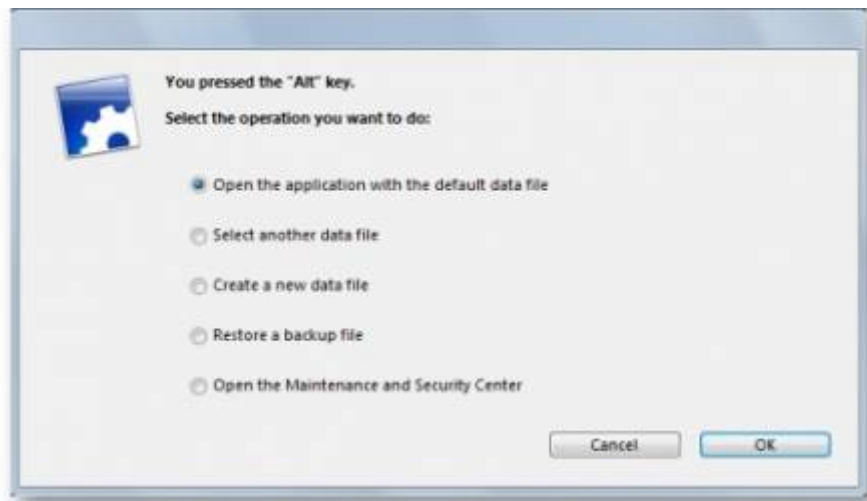 You pressed the "Alt" key.
Select the operation you want to do:
Open the application with the default data file
Select another data file
Create a new data file
Restore a backup file
Open the Maintenance and Security Center
Cancel OK